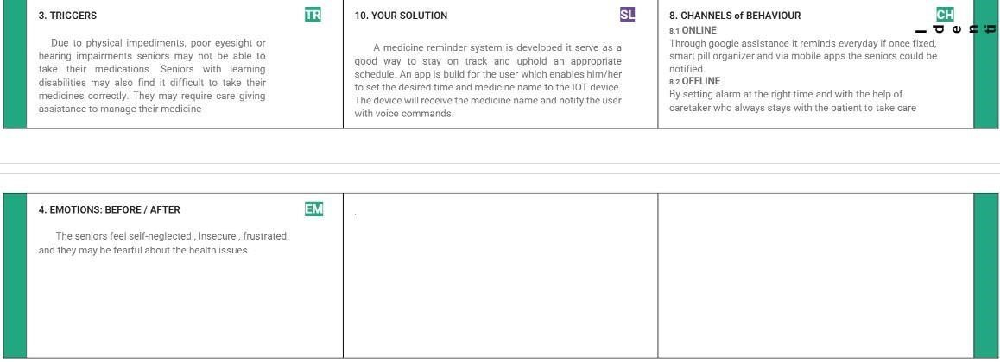 3. TRIGGERS
TR
Due to physical impediments, poor eyesight or
hearing impairments seniors may not be able to
take their medications. Seniors with learning
disabilities may also find it difficult to take their
medicines correctly. They may require care giving
assistance to manage their medicine
10. YOUR SOLUTION
SL
A medicine reminder system is developed it serve as a
good way to stay on track and uphold an appropriate
schedule. An app is build for the user which enables him/her
to set the desired time and medicine name to the IOT device.
The device will receive the medicine name and notify the user
with voice commands.
8. CHANNELS of BEHAVIOUR
CH
8.1 ONLINE
Through google assistance it reminds everyday if once fixed,
smart pill organizer and via mobile apps the seniors could be
notified.
8.2 OFFLINE
By setting alarm at the right time and with the help of
caretaker who always stays with the patient to take care
Identi
4. EMOTIONS: BEFORE / AFTER
EM
The seniors feel self-neglected , Insecure , frustrated,
and they may be fearful about the health issues.
.